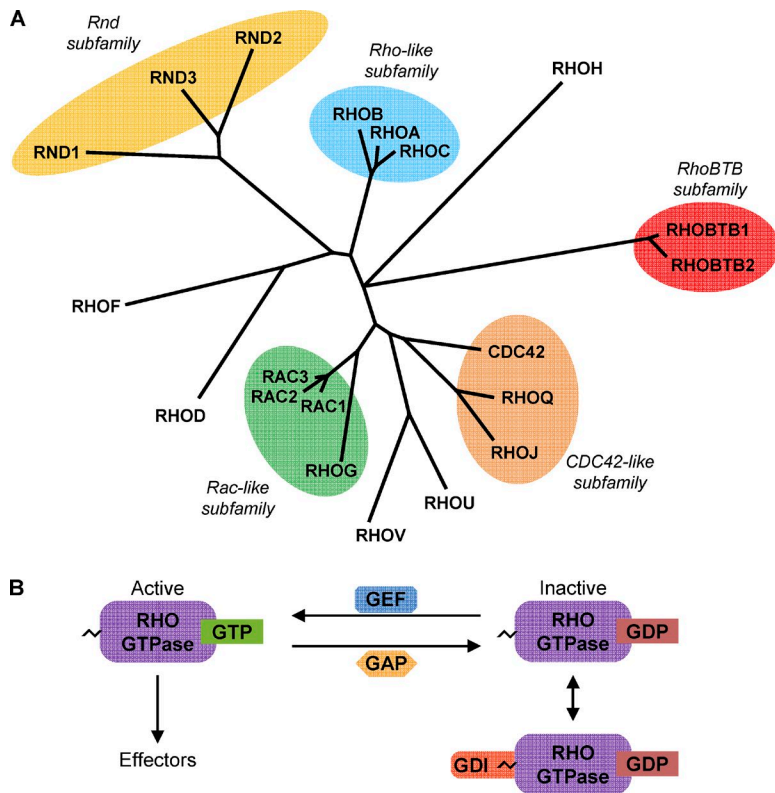 A
Rnd
subfamily
RND2
RND3
RND1
Rho-like
subfamily
RHOB
RHOA
RHOC
RHOH
RhoBTB
subfamily
RHOBTB1
RHOBTB2
RHOF
RHOD
RAC3
RAC2
RAC1
RHOG
Rac-like
subfamily
RHOV
RHOU
CDC42
RHOQ
RHOJ
CDC42-like
subfamily
B
Active
RHO
GTPase
GTP
Effectors
GEF
GAP
Inactive
RHO
GTPase
GDP
GDI
RHO
GTPase
GDP